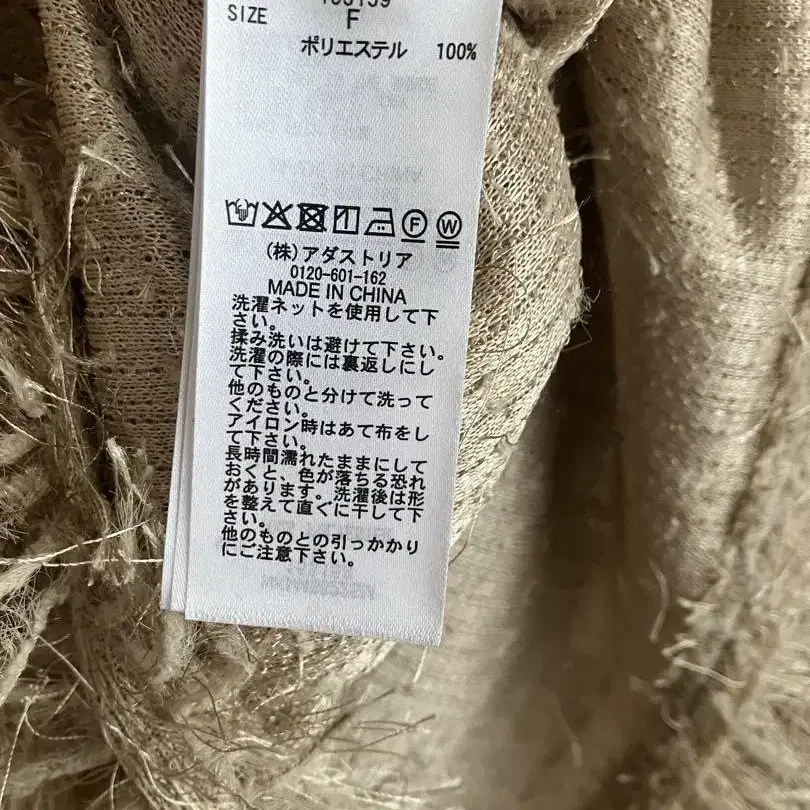 SIZE F
ポリエステル 100%
F W
(株)アダストリア
0120-601-162
MADE IN CHINA
洗濯ネットを使用して下
さい。
揉み洗いは避けて下さい。
洗濯の際には裏返しにし
て下さい。
他のものと分けて洗って
ください。
アイロン時はあて布をし
て下さい。
長時間濡れたままにして
おくと、色が落ちる恐れ
があります。洗濯後は形
を整えて直ぐに干して下
さい。
他のものとの引っかかり
にご注意下さい。